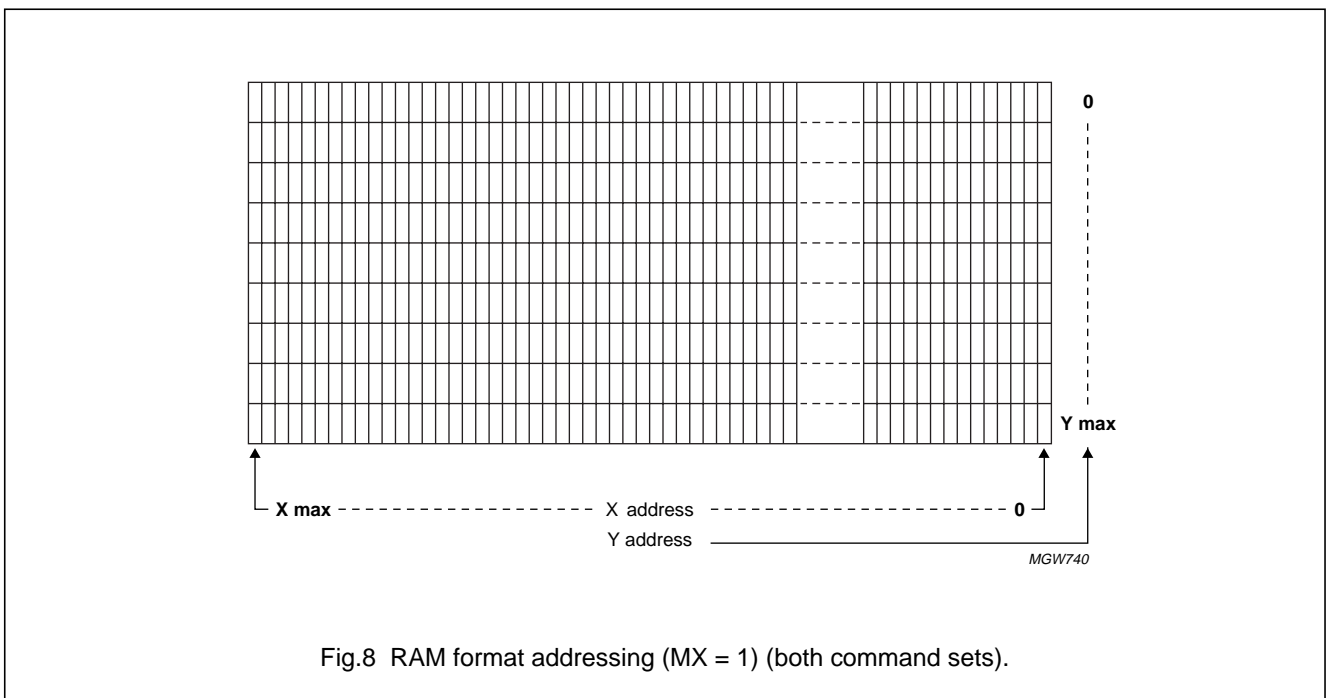 0
Y max
X max X address 0
Y address
MGW740
Fig.8 RAM format addressing (MX = 1) (both command sets).